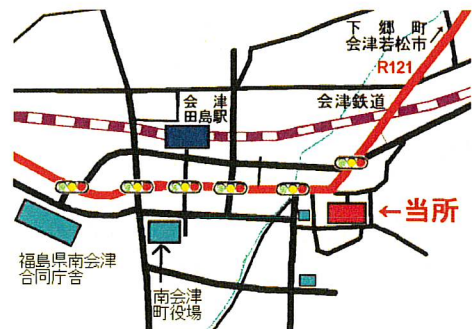 下郷町
会津若松市
R121
会津
田島駅
会津鉄道
←当所
福島県南会津
合同庁舎
南会津
町役場